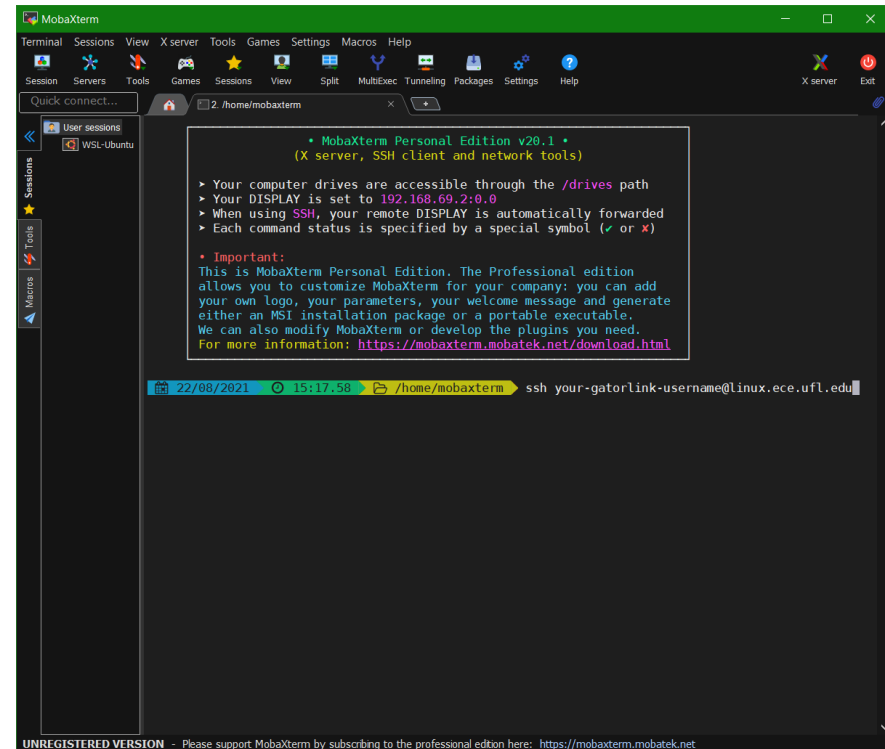 MobaXterm
Terminal Sessions View X server Tools Games Settings Macros Help
Session Servers Tools Games Sessions View Split MultiExec Tunneling Packages Settings Help X server Exit
Quick connect... 2. /home/mobaxterm
User sessions
WSL-Ubuntu
Sessions
Tools
Macros
• MobaXterm Personal Edition v20.1 •
(X server, SSH client and network tools)
➤ Your computer drives are accessible through the /drives path
➤ Your DISPLAY is set to 192.168.69.2:0.0
➤ When using SSH, your remote DISPLAY is automatically forwarded
➤ Each command status is specified by a special symbol (✔ or ✘)
• Important:
This is MobaXterm Personal Edition. The Professional edition
allows you to customize MobaXterm for your company: you can add
your own logo, your parameters, your welcome message and generate
either an MSI installation package or a portable executable.
We can also modify MobaXterm or develop the plugins you need.
For more information: https://mobaxterm.mobatek.net/download.html
22/08/2021 15:17.58 /home/mobaxterm ssh your-gatorlink-username@linux.ece.ufl.edu
UNREGISTERED VERSION - Please support MobaXterm by subscribing to the professional edition here: https://mobaxterm.mobatek.net